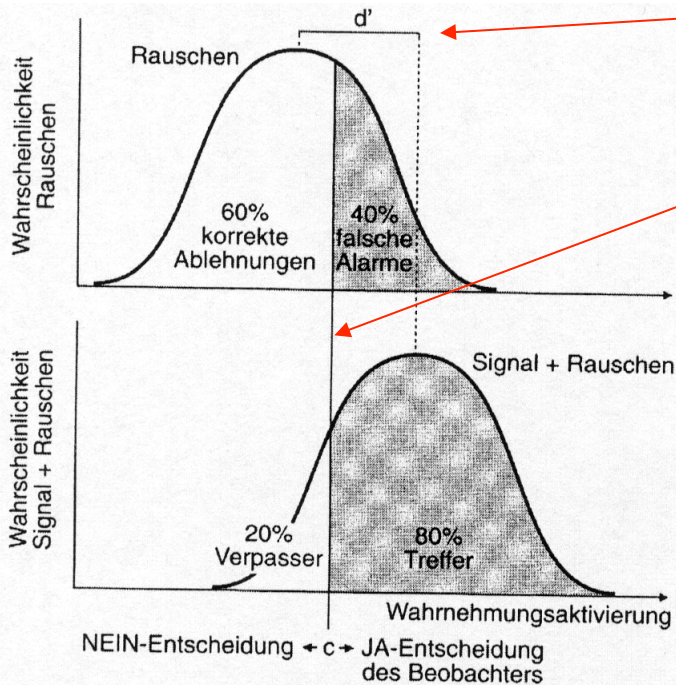 d'
Rauschen
Wahrscheinlichkeit
Rauschen
60%
korrekte
Ablehnungen
40%
falsche
Alarme
Wahrscheinlichkeit
Signal + Rauschen
Signal + Rauschen
20%
Verpasser
80%
Treffer
Wahrnehmungsaktivierung
NEIN-Entscheidung ← c → JA-Entscheidung
des Beobachters